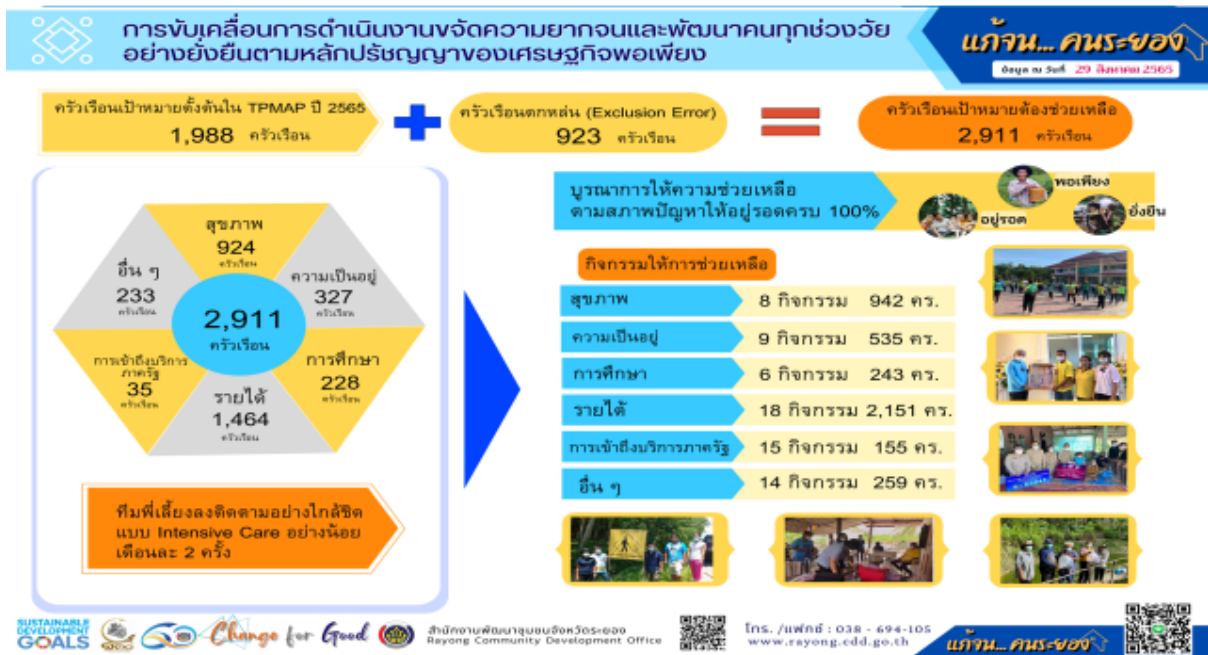 การขับเคลื่อนการดำเนินงานขจัดความยากจนและพัฒนาคนทุกช่วงวัย
อย่างยั่งยืนตามหลักปรัชญาของเศรษฐกิจพอเพียง
แก้จน... คนระยอง
ข้อมูล ณ วันที่ 29 สิงหาคม 2565
ครัวเรือนเป้าหมายตั้งต้นใน TPMAP ปี 2565
1,988 ครัวเรือน
ครัวเรือนตกหล่น (Exclusion Error)
923 ครัวเรือน
ครัวเรือนเป้าหมายต้องช่วยเหลือ
2,911 ครัวเรือน
สุขภาพ
924
ครัวเรือน
ความเป็นอยู่
327
ครัวเรือน
การศึกษา
228
ครัวเรือน
รายได้
1,464
ครัวเรือน
การเข้าถึงบริการ
ภาครัฐ
35
ครัวเรือน
อื่น ๆ
233
ครัวเรือน
2,911
ครัวเรือน
ทีมพี่เลี้ยงลงติดตามอย่างใกล้ชิด
แบบ Intensive Care อย่างน้อย
เดือนละ 2 ครั้ง
บูรณาการให้ความช่วยเหลือ
ตามสภาพปัญหาให้อยู่รอดครบ 100%
อยู่รอด
พอเพียง
ยั่งยืน
กิจกรรมให้การช่วยเหลือ
สุขภาพ 8 กิจกรรม 942 คร.
ความเป็นอยู่ 9 กิจกรรม 535 คร.
การศึกษา 6 กิจกรรม 243 คร.
รายได้ 18 กิจกรรม 2,151 คร.
การเข้าถึงบริการภาครัฐ 15 กิจกรรม 155 คร.
อื่น ๆ 14 กิจกรรม 259 คร.
SUSTAINABLE
DEVELOPMENT
GOALS
Change for Good
สำนักงานพัฒนาชุมชนจังหวัดระยอง
Rayong Community Development Office
โทร. /แฟกซ์ : 038 - 694-105
www.rayong.cdd.go.th
แก้จน... คนระยอง